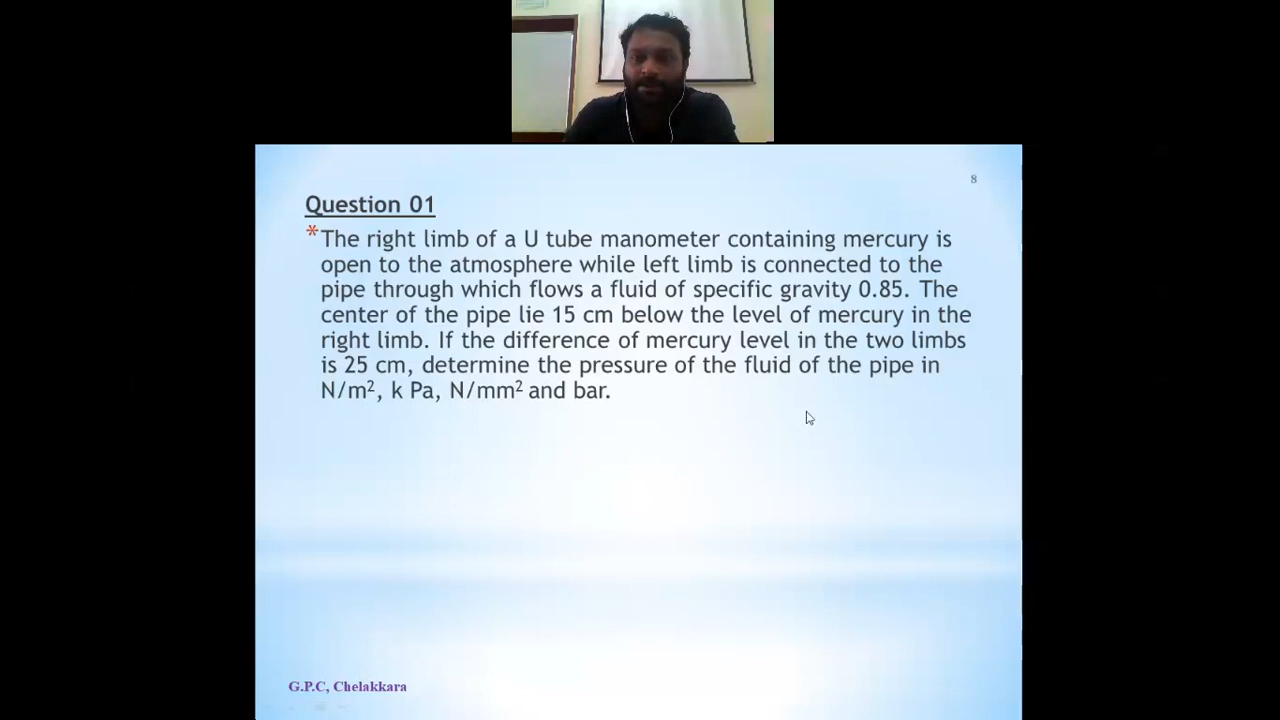 8
Question 01
*The right limb of a U tube manometer containing mercury is
open to the atmosphere while left limb is connected to the
pipe through which flows a fluid of specific gravity 0.85. The
center of the pipe lie 15 cm below the level of mercury in the
right limb. If the difference of mercury level in the two limbs
is 25 cm, determine the pressure of the fluid of the pipe in
N/m², k Pa, N/mm² and bar.
G.P.C, Chelakkara